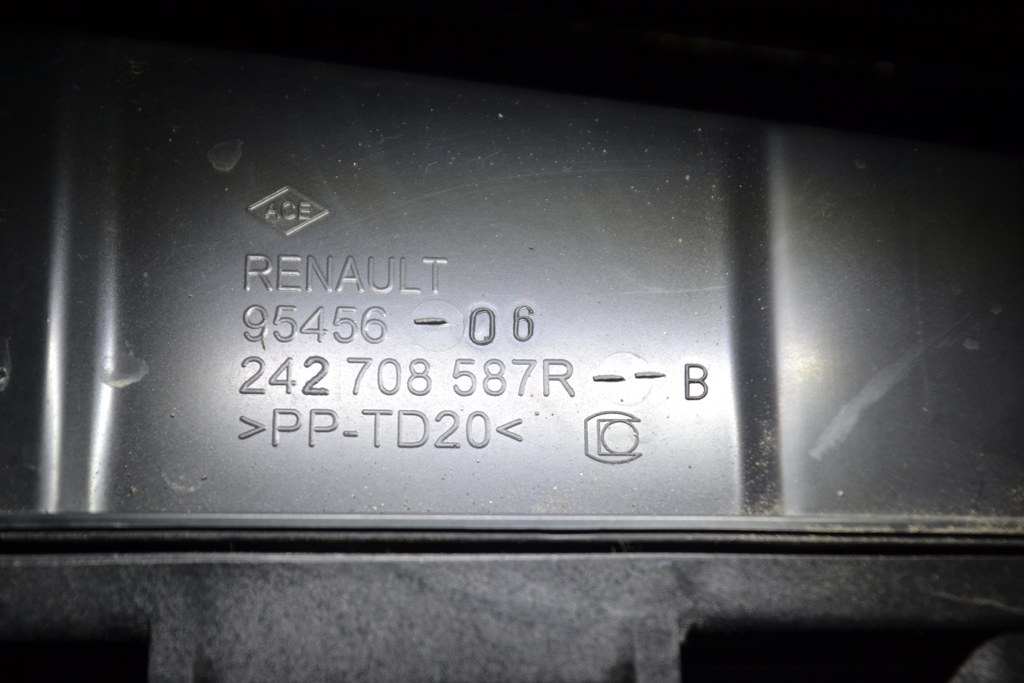 ACE
RENAULT
95456 - 06
242 708 587R -- B
>PP-TD20<